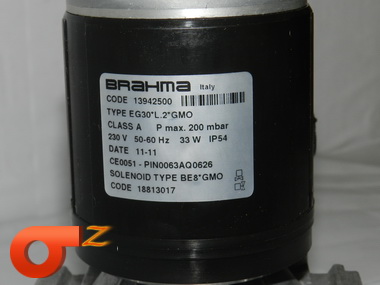 BRAHMA Italy
CODE 13942500
TYPE EG30*L.2*GMO
CLASS A P max. 200 mbar
230 V 50-60 Hz 33 W IP54
DATE 11-11
CE0051 - PIN0063AQ0626
SOLENOID TYPE BE8*GMO
CODE 18813017
Z